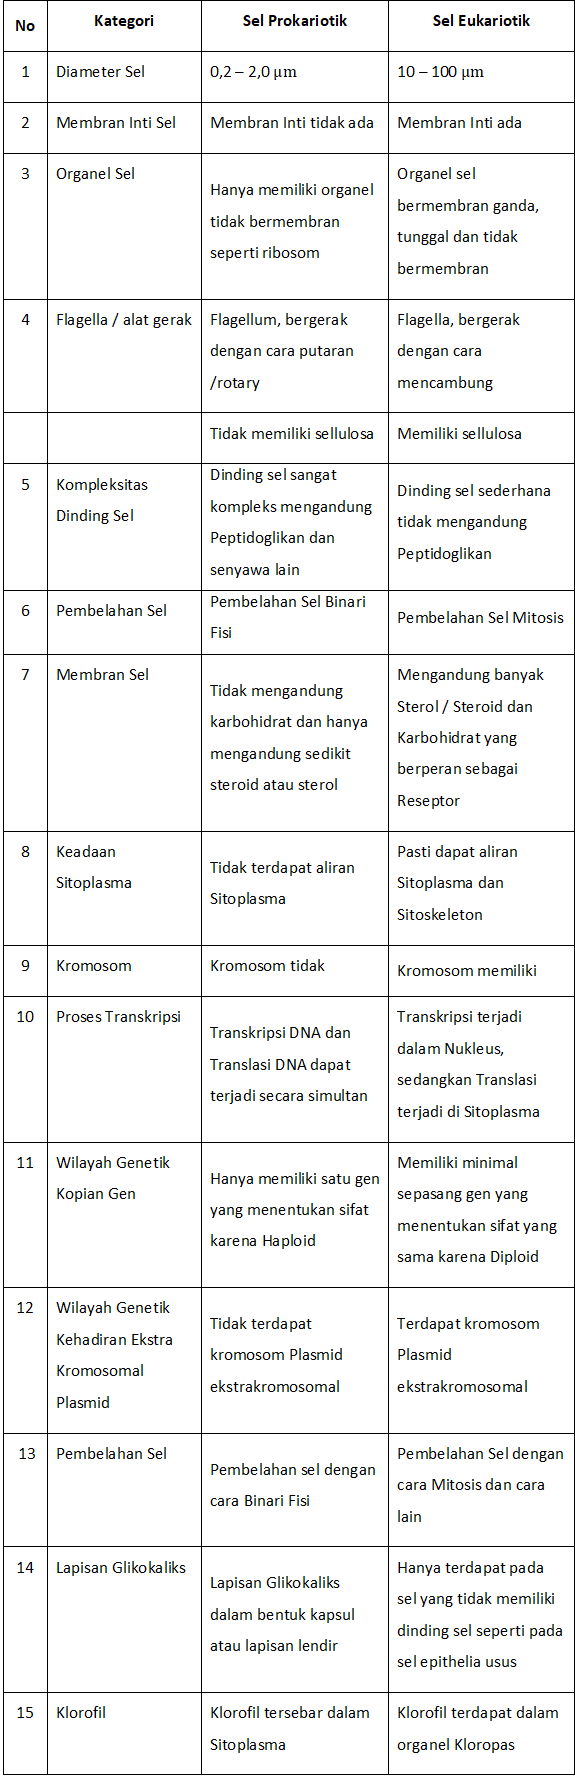 No Kategori Sel Prokariotik Sel Eukariotik
1 Diameter Sel 0,2 – 2,0 µm 10 – 100 µm
2 Membran Inti Sel Membran Inti tidak ada Membran Inti ada
3 Organel Sel
Hanya memiliki organel
tidak bermembran
seperti ribosom
Organel sel
bermembran ganda,
tunggal dan tidak
bermembran
4 Flagella / alat gerak
Flagellum, bergerak
dengan cara putaran
/rotary
Flagella, bergerak
dengan cara
mencambung
Tidak memiliki sellulosa Memiliki sellulosa
5 Kompleksitas
Dinding Sel
Dinding sel sangat
kompleks mengandung
Peptidoglikan dan
senyawa lain
Dinding sel sederhana
tidak mengandung
Peptidoglikan
6 Pembelahan Sel
Pembelahan Sel Binari
Fisi
Pembelahan Sel Mitosis
7 Membran Sel
Tidak mengandung
karbohidrat dan hanya
mengandung sedikit
steroid atau sterol
Mengandung banyak
Sterol / Steroid dan
Karbohidrat yang
berperan sebagai
Reseptor
8 Keadaan
Sitoplasma
Tidak terdapat aliran
Sitoplasma
Pasti dapat aliran
Sitoplasma dan
Sitoskeleton
9 Kromosom Kromosom tidak Kromosom memiliki
10 Proses Transkripsi
Transkripsi DNA dan
Translasi DNA dapat
terjadi secara simultan
Transkripsi terjadi
dalam Nukleus,
sedangkan Translasi
terjadi di Sitoplasma
11 Wilayah Genetik
Kopian Gen
Hanya memiliki satu gen
yang menentukan sifat
karena Haploid
Memiliki minimal
sepasang gen yang
menentukan sifat yang
sama karena Diploid
12 Wilayah Genetik
Kehadiran Ekstra
Kromosomal
Plasmid
Tidak terdapat
kromosom Plasmid
ekstrakromosomal
Terdapat kromosom
Plasmid
ekstrakromosomal
13 Pembelahan Sel
Pembelahan sel dengan
cara Binari Fisi
Pembelahan Sel dengan
cara Mitosis dan cara
lain
14 Lapisan Glikokaliks
Lapisan Glikokaliks
dalam bentuk kapsul
atau lapisan lendir
Hanya terdapat pada
sel yang tidak memiliki
dinding sel seperti pada
sel epithelia usus
15 Klorofil
Klorofil tersebar dalam
Sitoplasma
Klorofil terdapat dalam
organel Kloropas